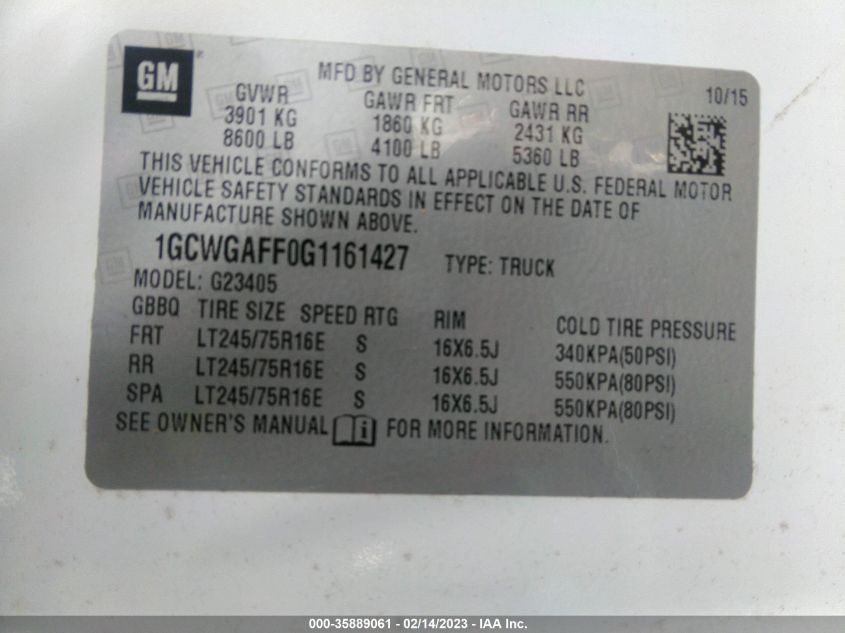 GM
MFD BY GENERAL MOTORS LLC
10/15
GVWR GAWR FRT GAWR RR
3901 KG 1860 KG 2431 KG
8600 LB 4100 LB 5360 LB
THIS VEHICLE CONFORMS TO ALL APPLICABLE U.S. FEDERAL MOTOR
VEHICLE SAFETY STANDARDS IN EFFECT ON THE DATE OF
MANUFACTURE SHOWN ABOVE.
1GCWGAFF0G1161427 TYPE: TRUCK
MODEL: G23405
GBBQ TIRE SIZE SPEED RTG RIM COLD TIRE PRESSURE
FRT LT245/75R16E S 16X6.5J 340KPA(50PSI)
RR LT245/75R16E S 16X6.5J 550KPA(80PSI)
SPA LT245/75R16E S 16X6.5J 550KPA(80PSI)
SEE OWNER'S MANUAL i FOR MORE INFORMATION.
000-35889061 - 02/14/2023 - IAA Inc.